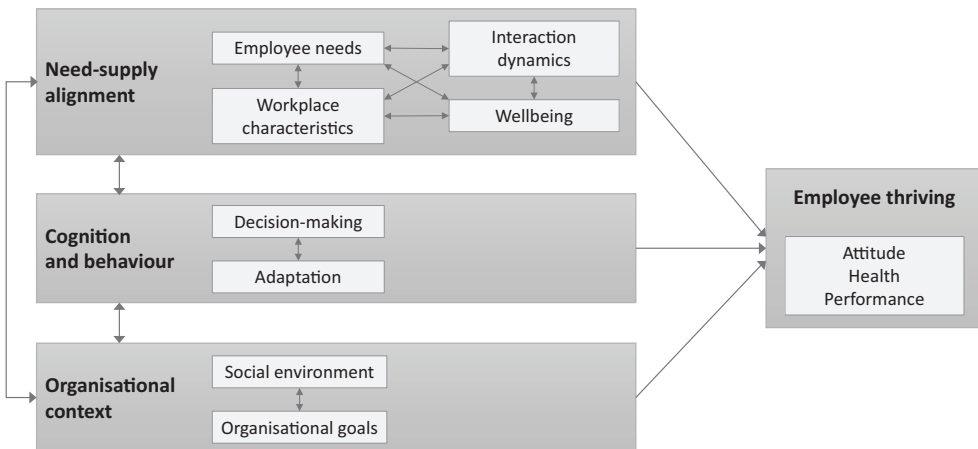 Need-supply
alignment
Employee needs
Interaction
dynamics
Workplace
characteristics
Wellbeing
Cognition
and behaviour
Decision-making
Adaptation
Organisational
context
Social environment
Organisational goals
Employee thriving
Attitude
Health
Performance